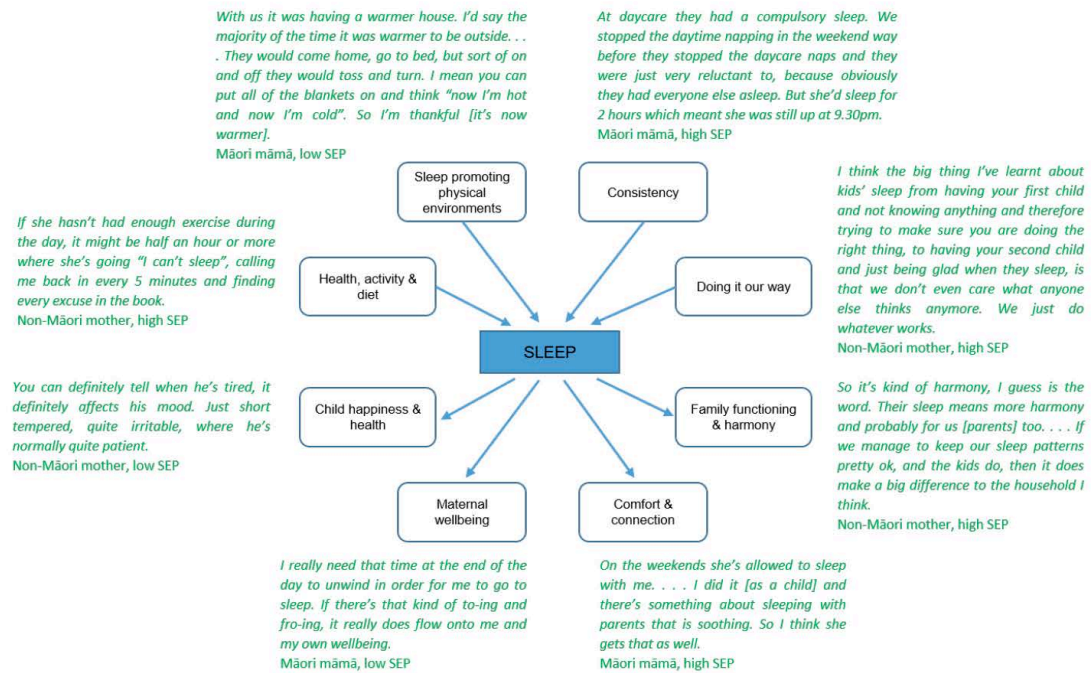 With us it was having a warmer house. I'd say the
majority of the time it was warmer to be outside. . .
. They would come home, go to bed, but sort of on
and off they would toss and turn. I mean you can
put all of the blankets on and think "now I'm hot
and now I'm cold". So I'm thankful [it's now
warmer].
Māori māmā, low SEP
At daycare they had a compulsory sleep. We
stopped the daytime napping in the weekend way
before they stopped the daycare naps and they
were just very reluctant to, because obviously
they had everyone else asleep. But she'd sleep for
2 hours which meant she was still up at 9.30pm.
Māori māmā, high SEP
Sleep promoting
physical
environments
Consistency
If she hasn't had enough exercise during
the day, it might be half an hour or more
where she's going "I can't sleep", calling
me back in every 5 minutes and finding
every excuse in the book.
Non-Māori mother, high SEP
Health, activity &
diet
Doing it our way
I think the big thing I've learnt about
kids' sleep from having your first child
and not knowing anything and therefore
trying to make sure you are doing the
right thing, to having your second child
and just being glad when they sleep, is
that we don't even care what anyone
else thinks anymore. We just do
whatever works.
Non-Māori mother, high SEP
SLEEP
You can definitely tell when he's tired, it
definitely affects his mood. Just short
tempered, quite irritable, where he's
normally quite patient.
Non-Māori mother, low SEP
Child happiness &
health
Family functioning
& harmony
So it's kind of harmony, I guess is the
word. Their sleep means more harmony
and probably for us [parents] too. . . . If
we manage to keep our sleep patterns
pretty ok, and the kids do, then it does
make a big difference to the household I
think.
Non-Māori mother, high SEP
Maternal
wellbeing
Comfort &
connection
I really need that time at the end of the
day to unwind in order for me to go to
sleep. If there's that kind of to-ing and
fro-ing, it really does flow onto me and
my own wellbeing.
Māori māmā, low SEP
On the weekends she's allowed to sleep
with me. . . . I did it [as a child] and
there's something about sleeping with
parents that is soothing. So I think she
gets that as well.
Māori māmā, high SEP